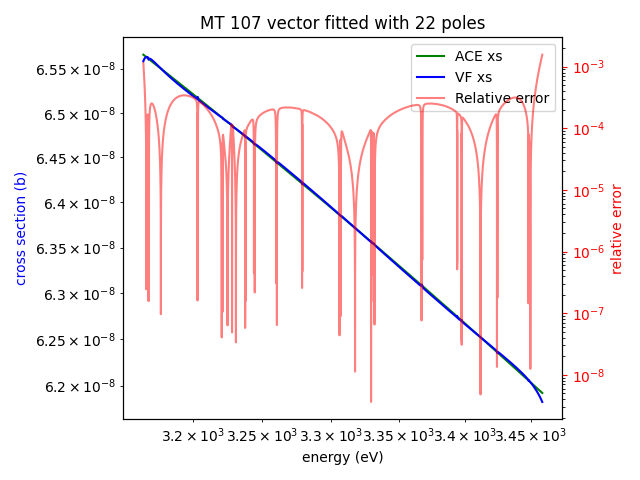 MT 107 vector fitted with 22 poles
ACE xs
VF xs
Relative error
cross section (b)
6.55 × 10⁻⁸
6.5 × 10⁻⁸
6.45 × 10⁻⁸
6.4 × 10⁻⁸
6.35 × 10⁻⁸
6.3 × 10⁻⁸
6.25 × 10⁻⁸
6.2 × 10⁻⁸
10⁻³
10⁻⁴
10⁻⁵
10⁻⁶
10⁻⁷
10⁻⁸
relative error
3.2 × 10³ 3.25 × 10³ 3.3 × 10³ 3.35 × 10³ 3.4 × 10³ 3.45 × 10³
energy (eV)